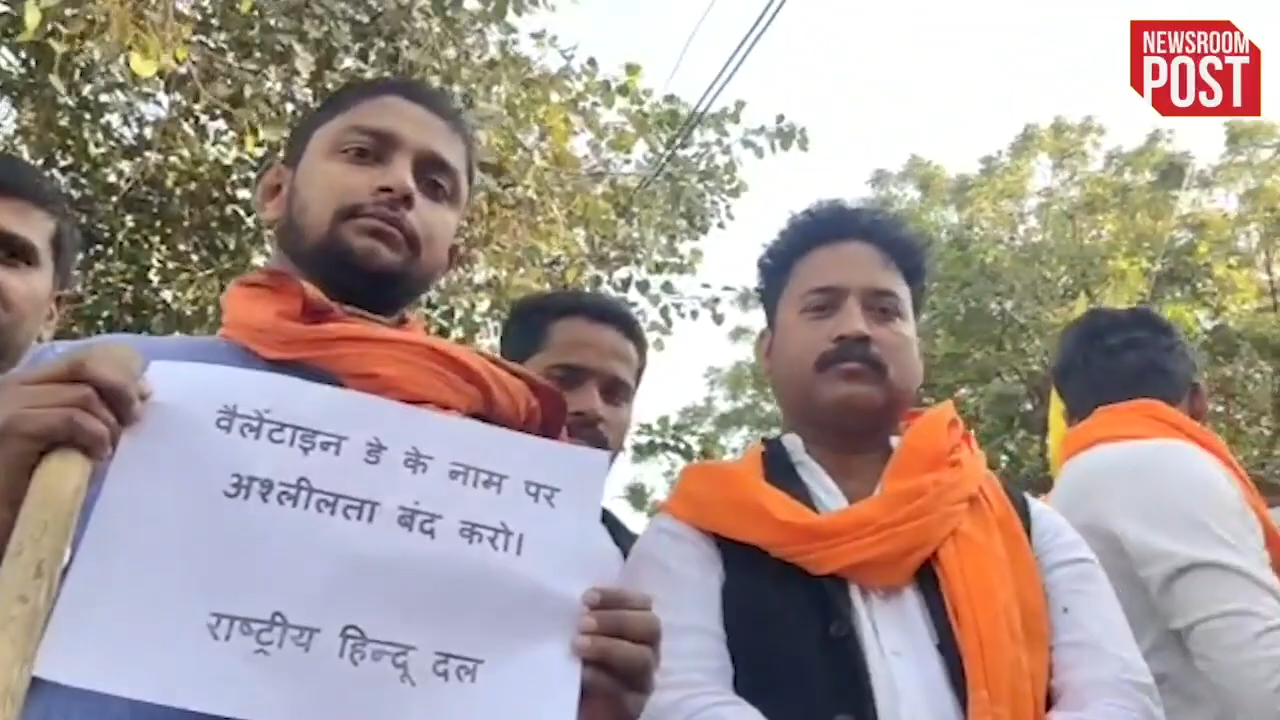 NEWSROOM
POST
वैलेंटाइन डे के नाम पर
अश्लीलता बंद करो।
राष्ट्रीय हिन्दू दल